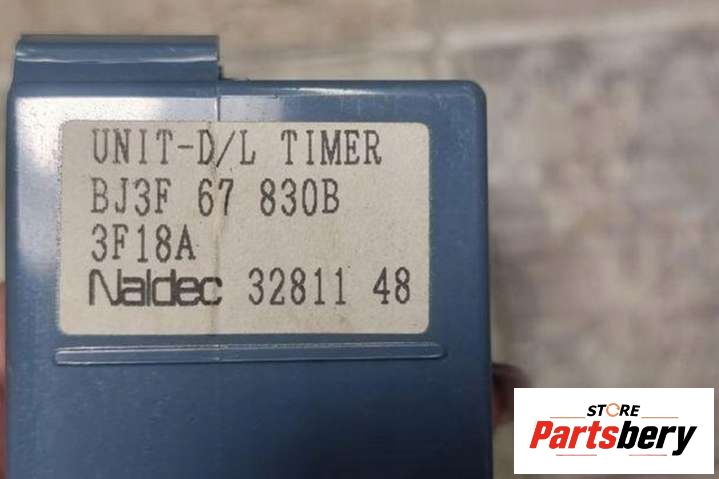 UNIT-D/L TIMER
BJ3F 67 830B
3F18A
Naldec 32811 48
STORE
Partsbery